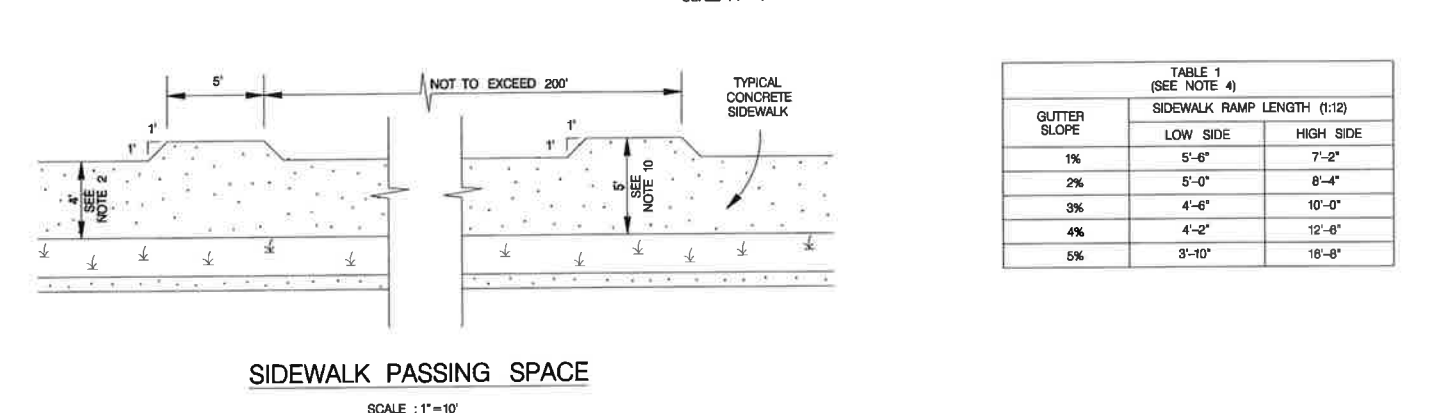 5'
NOT TO EXCEED 200'
TYPICAL
CONCRETE
SIDEWALK
1'
1'
1'
1'
4'
SEE
NOTE 2
5'
SEE
NOTE 10
SIDEWALK PASSING SPACE
SCALE : 1"=10'
TABLE 1
(SEE NOTE 4)
GUTTER
SLOPE
SIDEWALK RAMP LENGTH (1:12)
LOW SIDE HIGH SIDE
1% 5'-6" 7'-2"
2% 5'-0" 8'-4"
3% 4'-6" 10'-0"
4% 4'-2" 12'-6"
5% 3'-10" 16'-8"